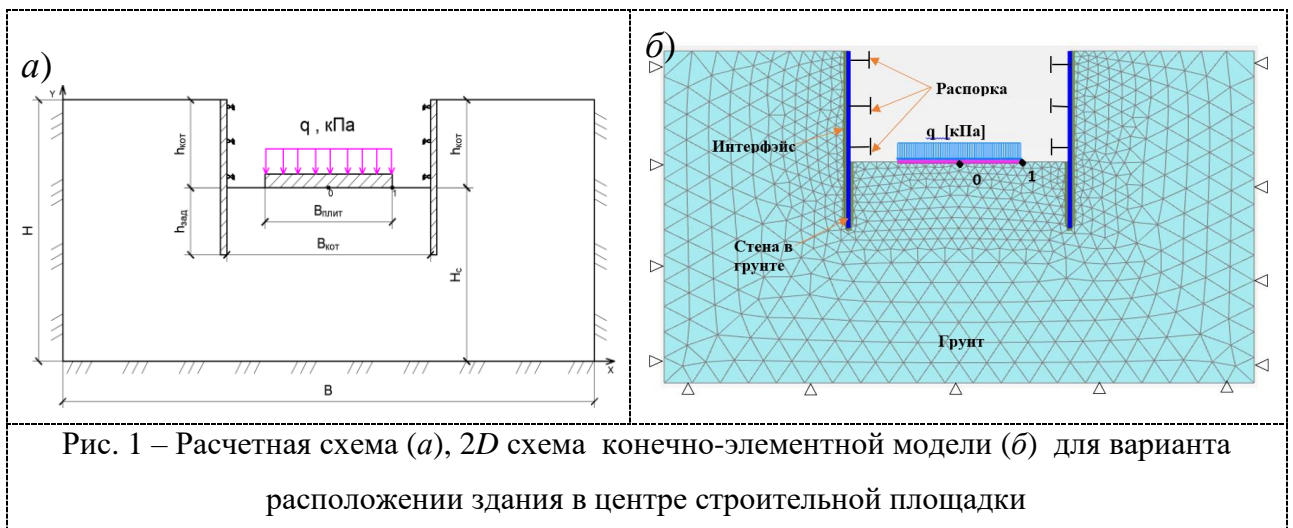 а)
Y
hкот
q , кПа
hкот
0
1
H
hзад
Bплит
Bкот
Hс
X
B
б)
Распорка
q [кПа]
Интерфэйс
0
1
Стена в
грунте
Грунт
Рис. 1 – Расчетная схема (а), 2D схема конечно-элементной модели (б) для варианта
расположении здания в центре строительной площадки